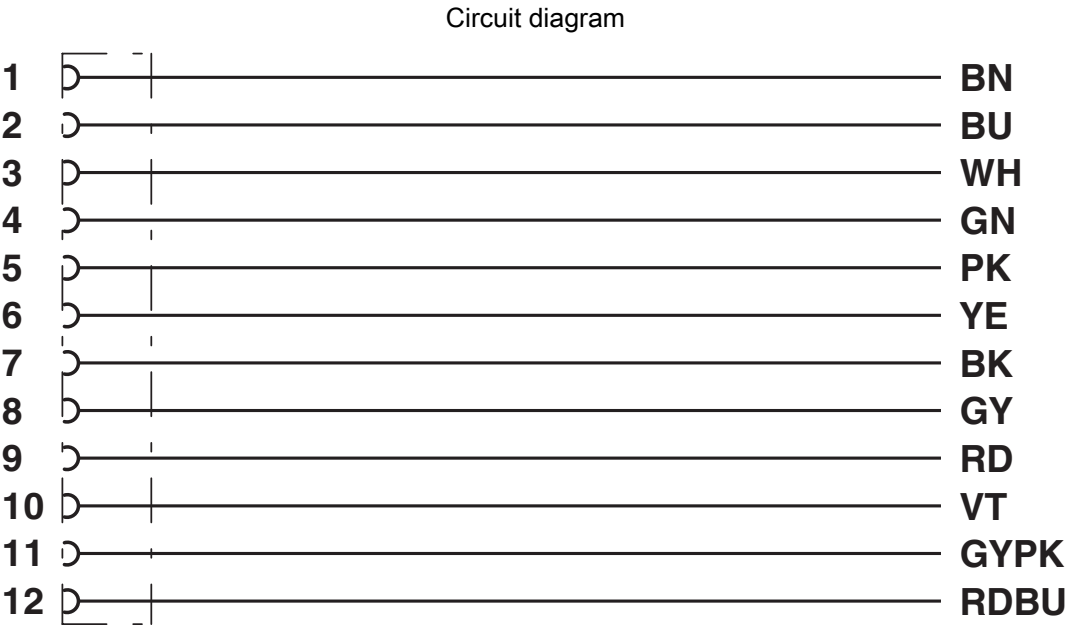 Circuit diagram
1 BN
2 BU
3 WH
4 GN
5 PK
6 YE
7 BK
8 GY
9 RD
10 VT
11 GYPK
12 RDBU